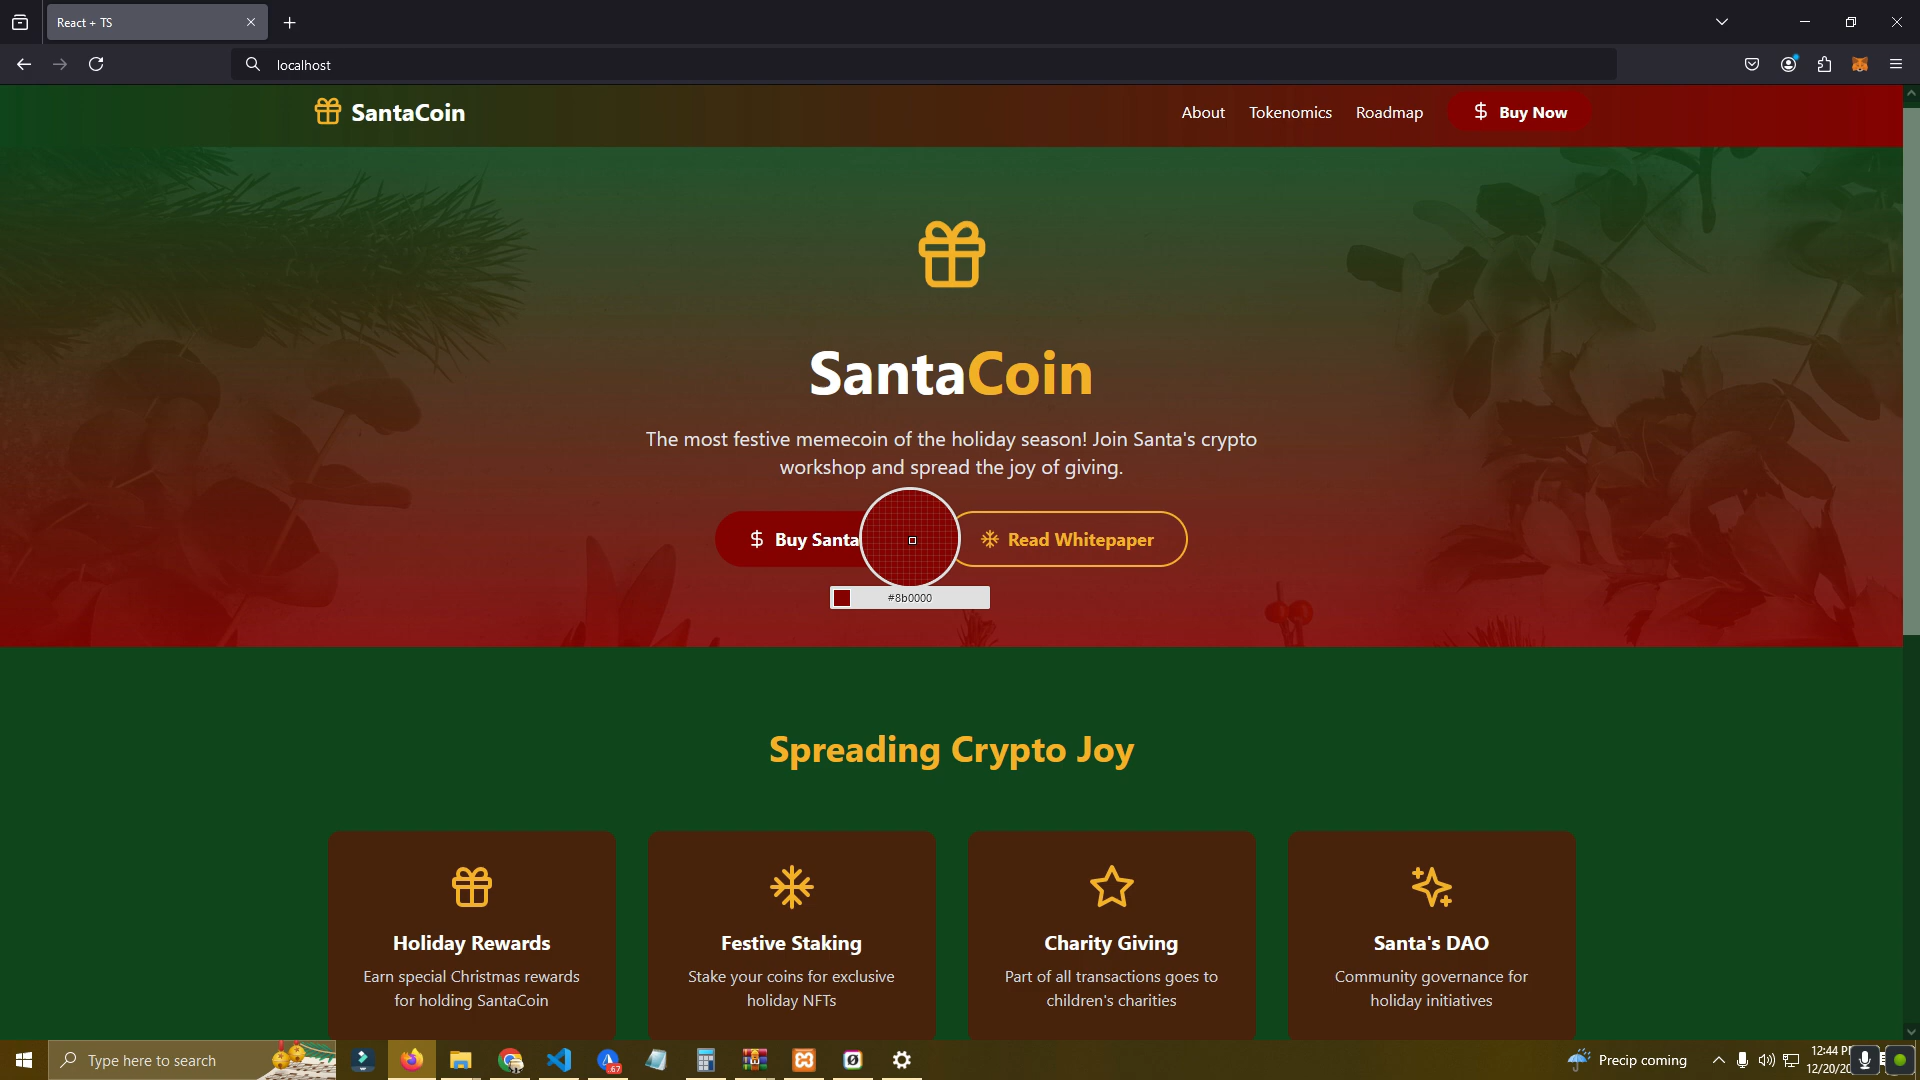 React + TS
localhost
SantaCoin
About
Tokenomics
Roadmap
Buy Now
SantaCoin
The most festive memecoin of the holiday season! Join Santa's crypto
workshop and spread the joy of giving.
Buy Santa
Read Whitepaper
#8b0000
Spreading Crypto Joy
Holiday Rewards
Earn special Christmas rewards
for holding SantaCoin
Festive Staking
Stake your coins for exclusive
holiday NFTs
Charity Giving
Part of all transactions goes to
children's charities
Santa's DAO
Community governance for
holiday initiatives
Type here to search
.67
Precip coming
12:44
12/20/20